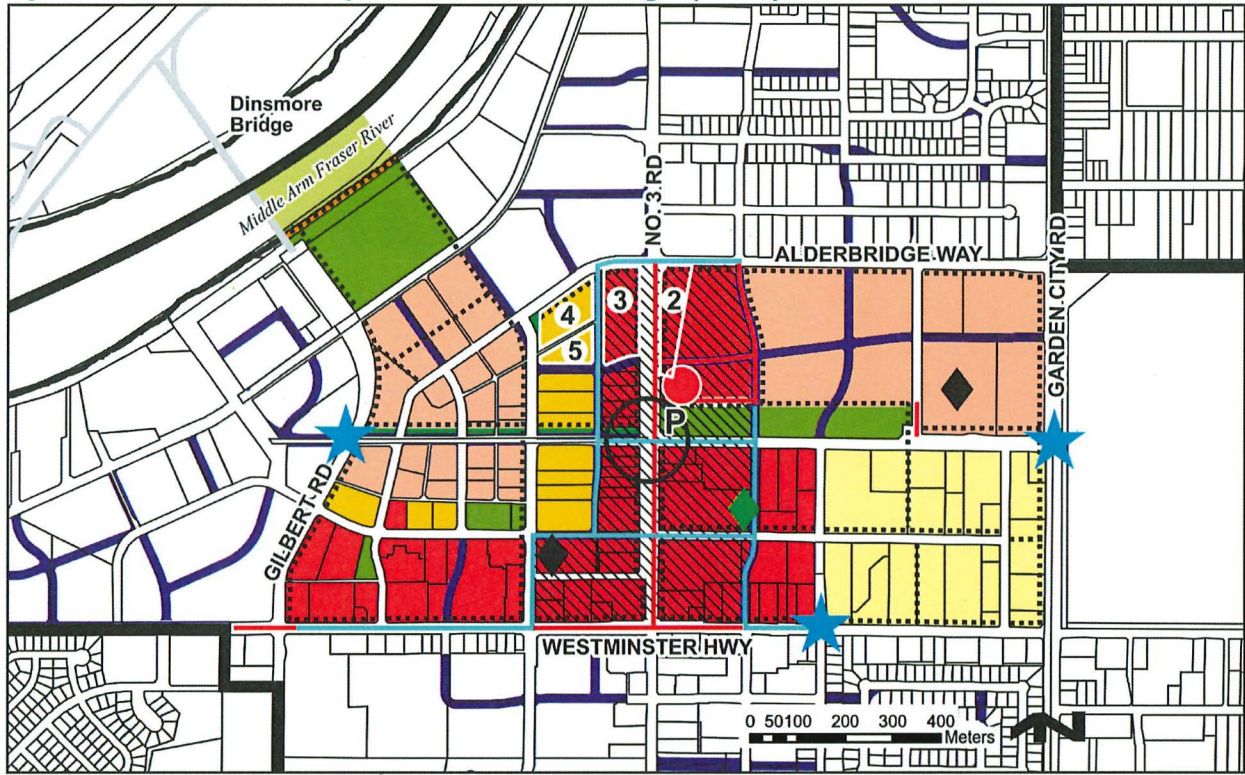 Dinsmore
Bridge
Middle Arm Fraser River
NO. 3 RD
ALDERBRIDGE WAY
GARDEN CITY RD
4
3
2
5
P
GILBERT RD
WESTMINSTER HWY
0 50 100 200 300 400
Meters